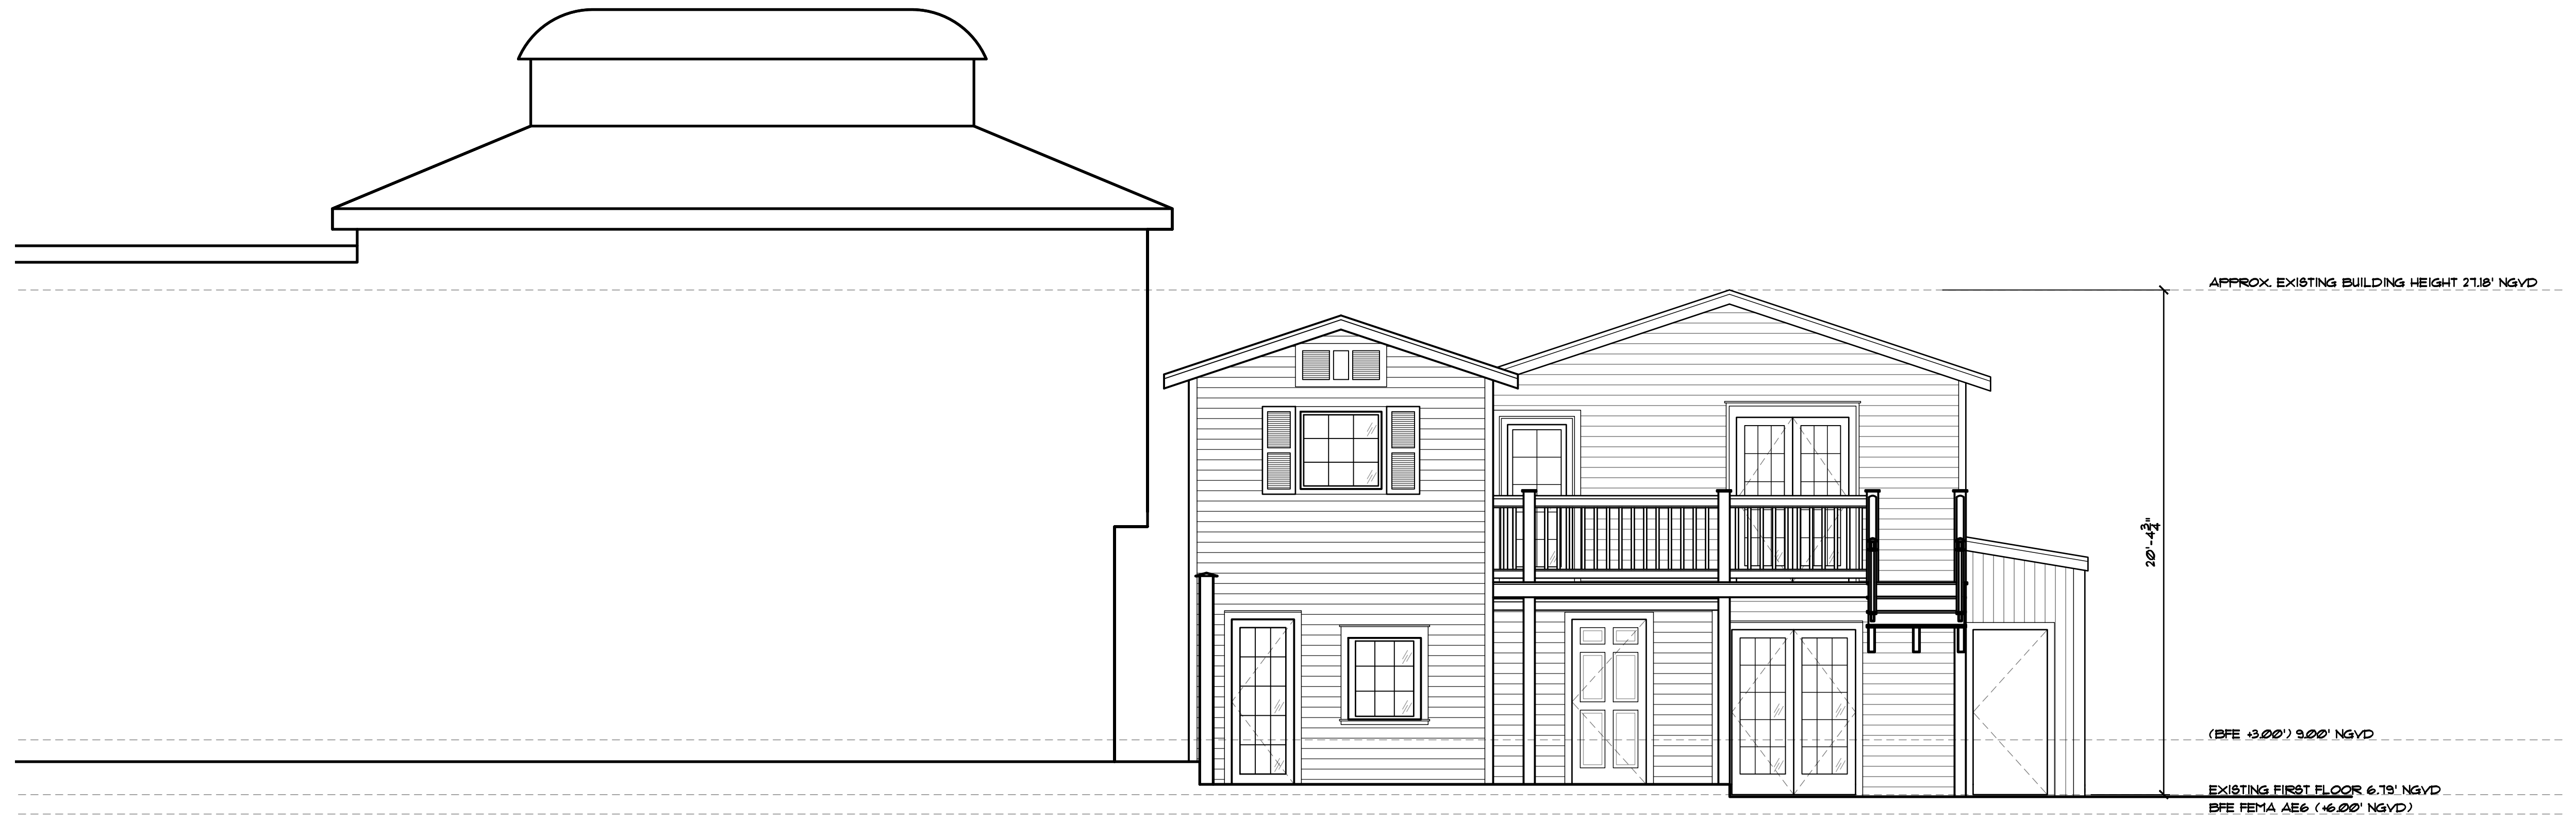 APPROX. EXISTING BUILDING HEIGHT 27.18' NGVD
20'-4 3/4"
(BFE +3.00') 9.00' NGVD
EXISTING FIRST FLOOR 6.79' NGVD
BFE FEMA AE6 (+6.00' NGVD)